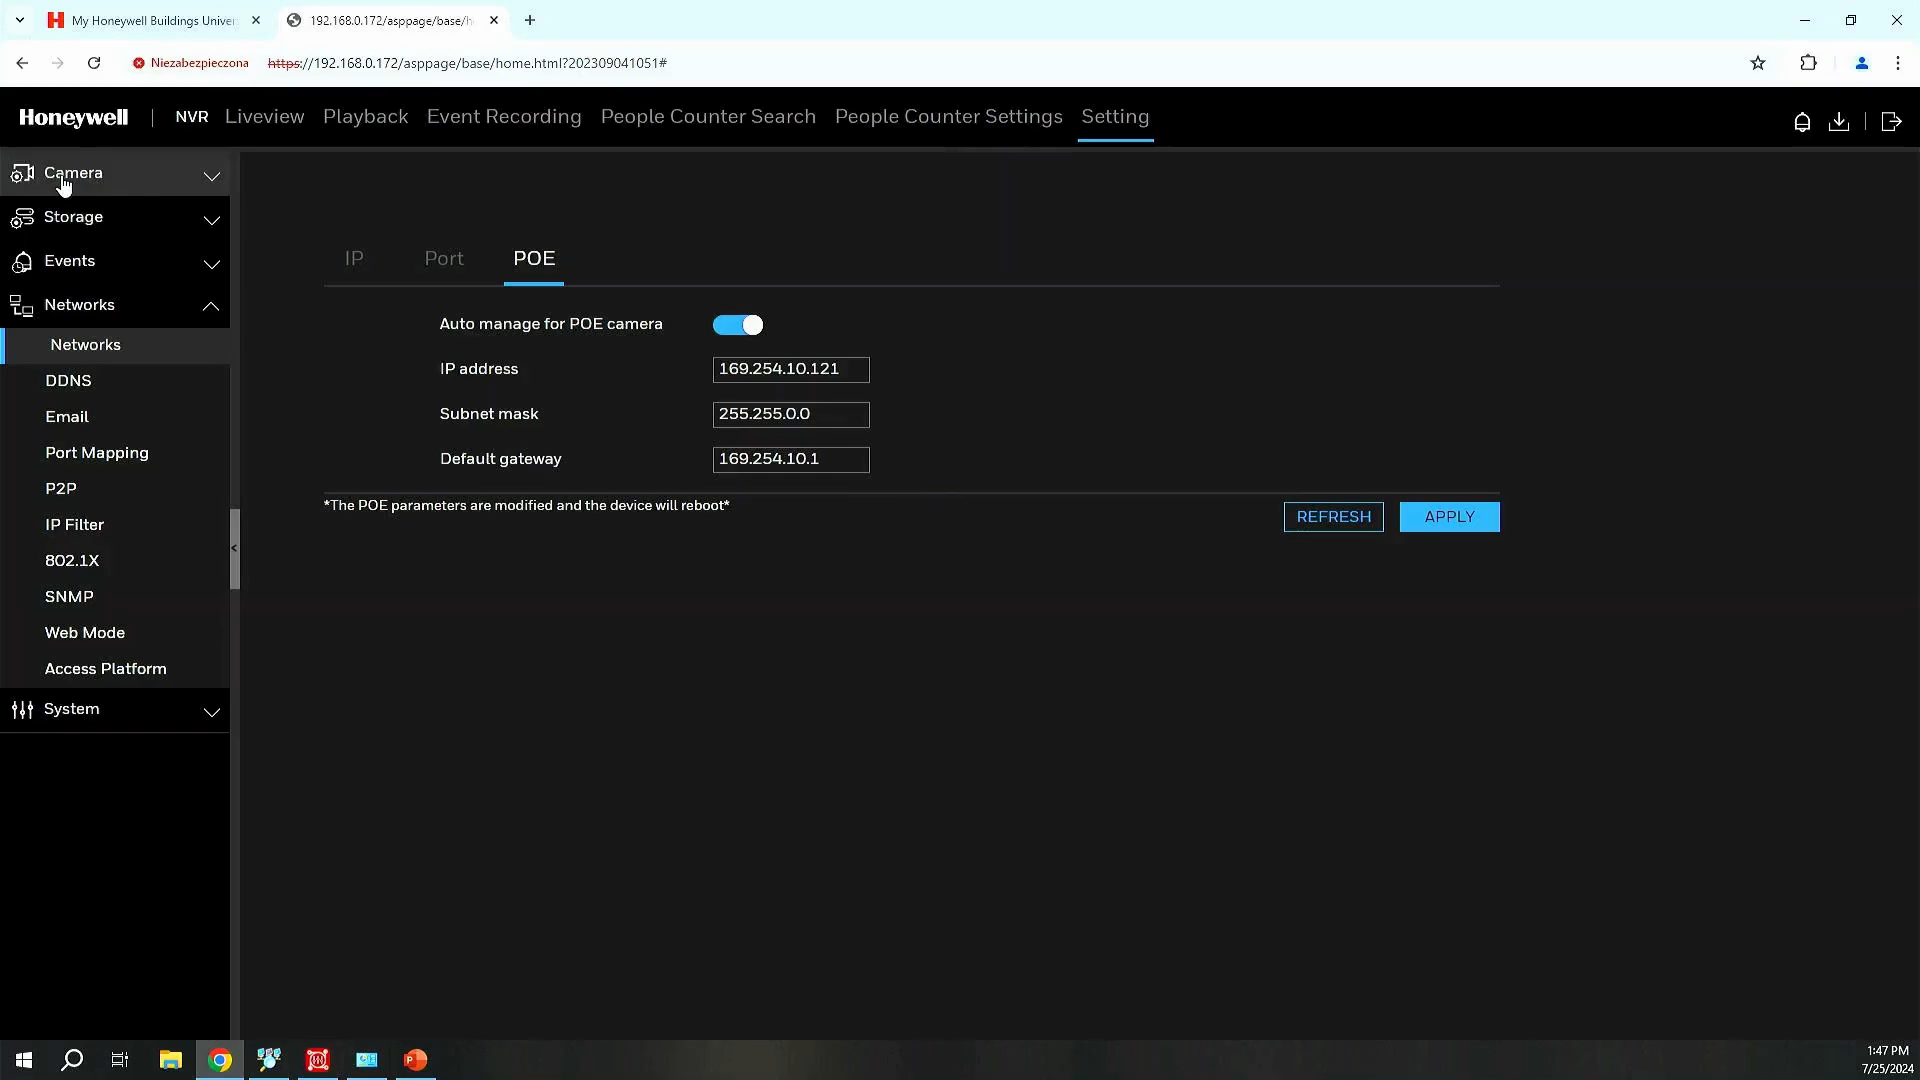 My Honeywell Buildings Univer
192.168.0.172/asppage/base/h
Niezabezpieczona
https://192.168.0.172/asppage/base/home.html?202309041051#
Honeywell | NVR Liveview Playback Event Recording People Counter Search People Counter Settings Setting
Camera
Storage
Events
Networks
Networks
DDNS
Email
Port Mapping
P2P
IP Filter
802.1X
SNMP
Web Mode
Access Platform
System
IP Port POE
Auto manage for POE camera
IP address 169.254.10.121
Subnet mask 255.255.0.0
Default gateway 169.254.10.1
*The POE parameters are modified and the device will reboot*
REFRESH APPLY
1:47 PM
7/25/2024